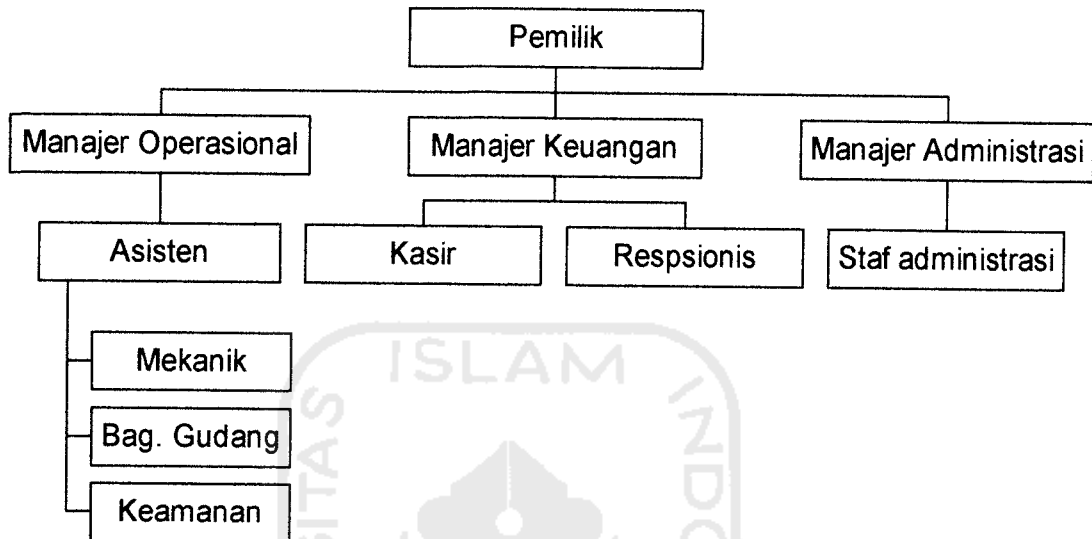 Pemilik
Manajer Operasional
Manajer Keuangan
Manajer Administrasi
Asisten
Kasir
Respsionis
Staf administrasi
Mekanik
Bag. Gudang
Keamanan
ISLAM